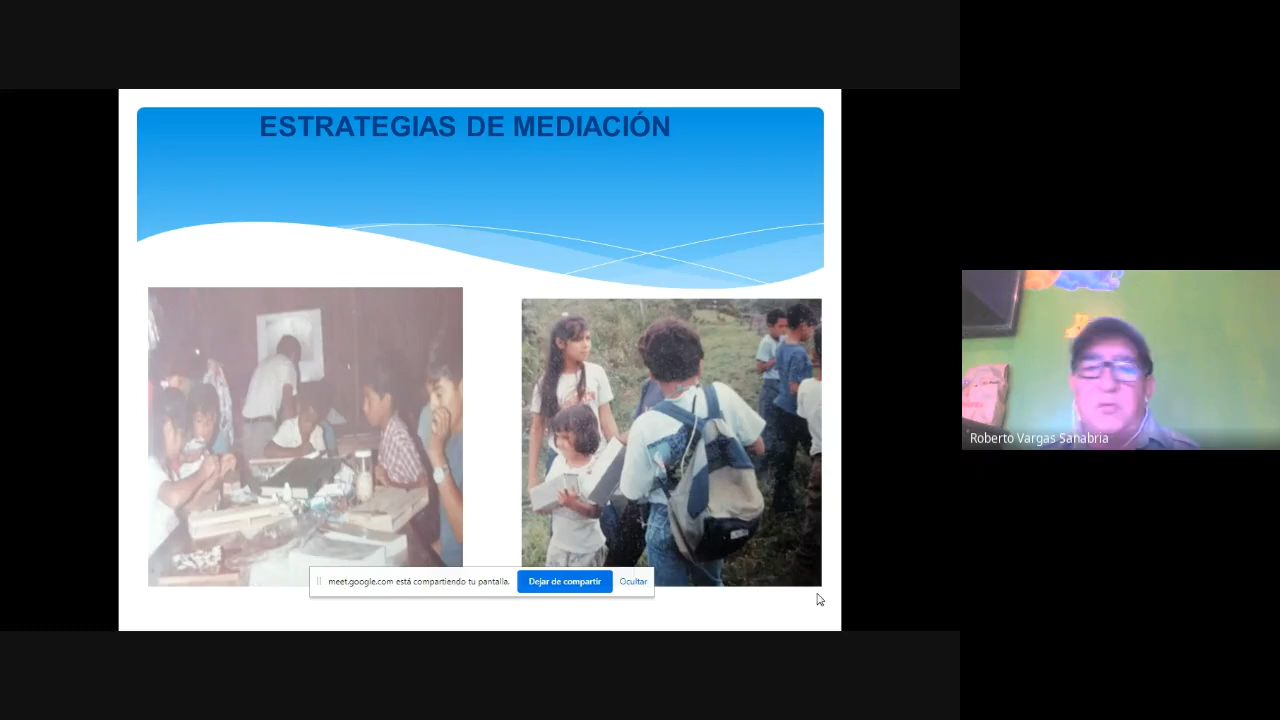 ESTRATEGIAS DE MEDIACIÓN
meet.google.com está compartiendo tu pantalla. Dejar de compartir Ocultar
Roberto Vargas Sanabria